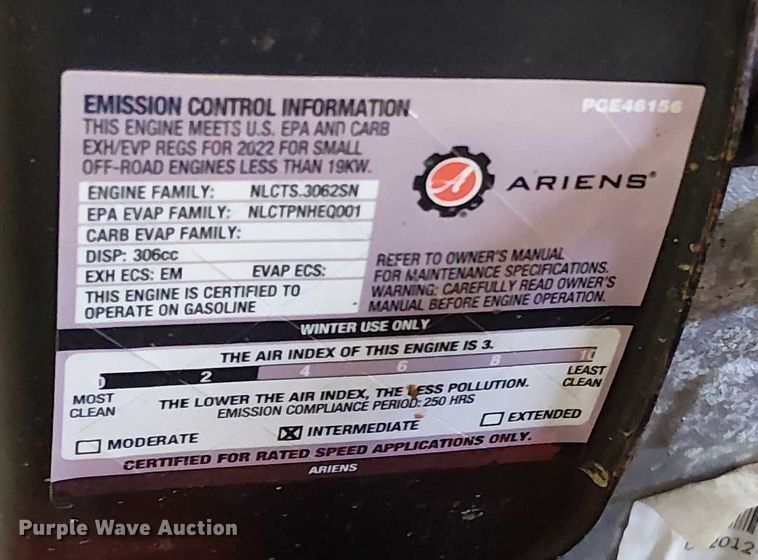 EMISSION CONTROL INFORMATION
PGE46156
THIS ENGINE MEETS U.S. EPA AND CARB
EXH/EVP REGS FOR 2022 FOR SMALL
OFF-ROAD ENGINES LESS THAN 19KW.
ARIENS
ENGINE FAMILY: NLCTS.3062SN
EPA EVAP FAMILY: NLCTPNHEQ001
CARB EVAP FAMILY:
DISP: 306cc
EXH ECS: EM EVAP ECS:
THIS ENGINE IS CERTIFIED TO
OPERATE ON GASOLINE
REFER TO OWNER'S MANUAL
FOR MAINTENANCE SPECIFICATIONS.
WARNING: CAREFULLY READ OWNER'S
MANUAL BEFORE ENGINE OPERATION.
WINTER USE ONLY
THE AIR INDEX OF THIS ENGINE IS 3.
0 2 4 6 8 10
MOST
CLEAN
LEAST
CLEAN
THE LOWER THE AIR INDEX, THE LESS POLLUTION.
EMISSION COMPLIANCE PERIOD: 250 HRS
MODERATE
INTERMEDIATE
EXTENDED
CERTIFIED FOR RATED SPEED APPLICATIONS ONLY.
ARIENS
Purple Wave Auction